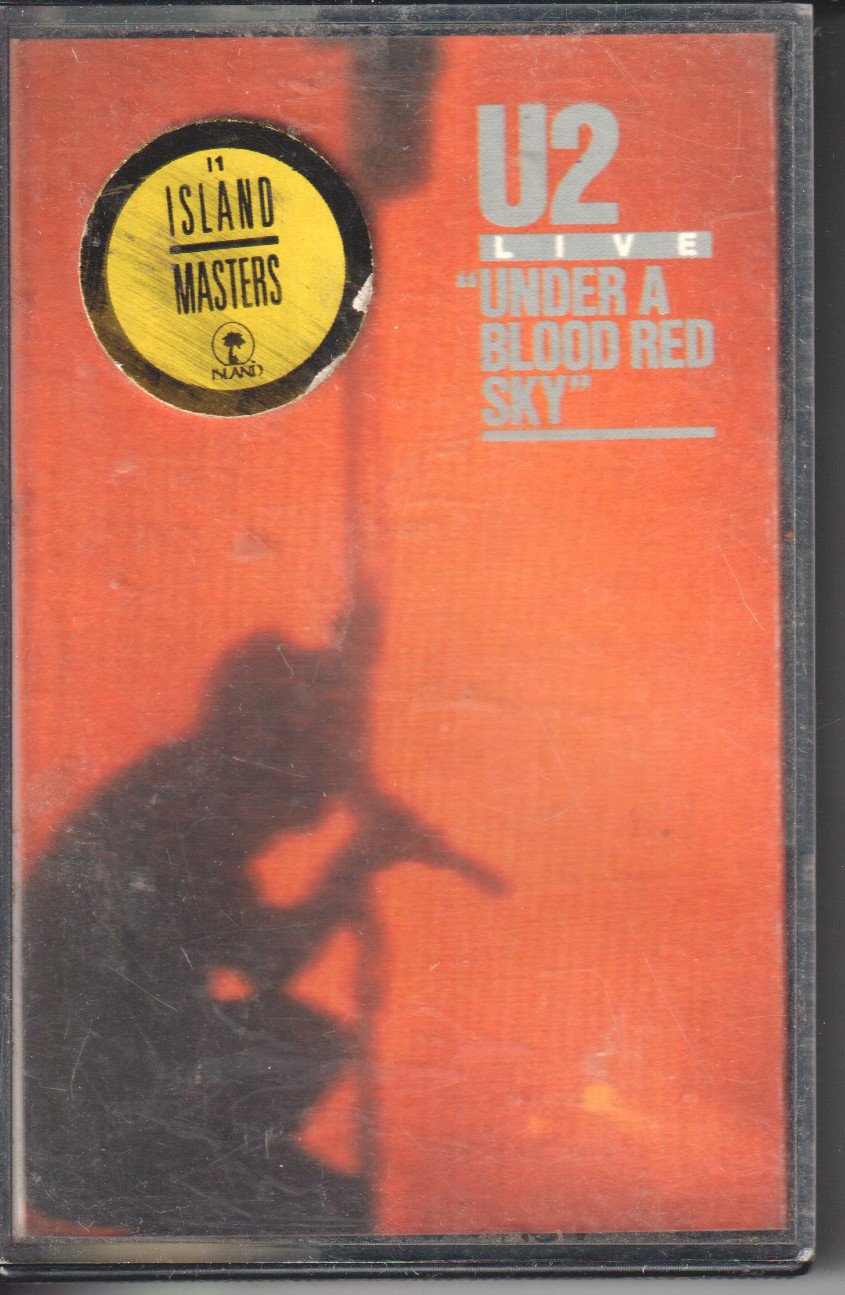 I1
ISLAND
MASTERS
ISLAND
U2
LIVE
"UNDER A
BLOOD RED
SKY"